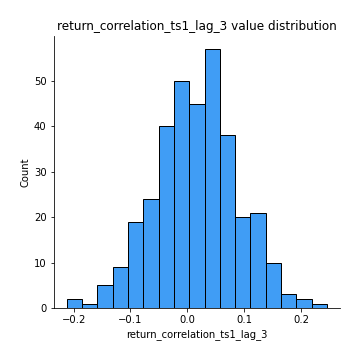 return_correlation_ts1_lag_3 value distribution
50
40
30
20
10
0
Count
−0.2 −0.1 0.0 0.1 0.2
return_correlation_ts1_lag_3